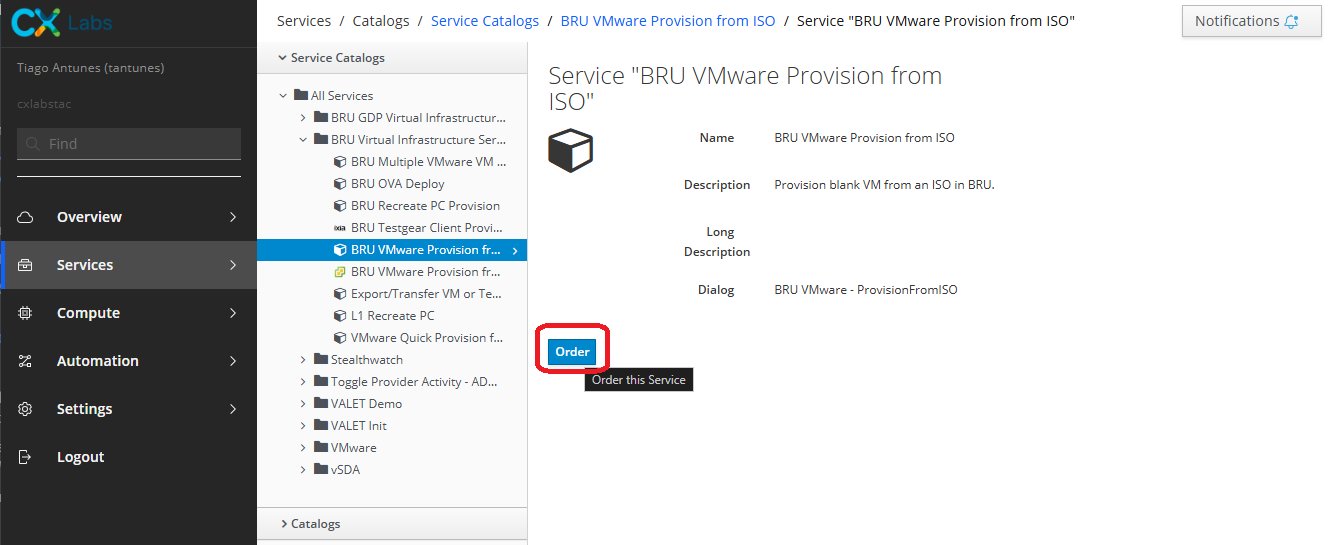 CX Labs
Tiago Antunes (tantunes)
cxlabstac
Find
Overview
Services
Compute
Automation
Settings
Logout
Services / Catalogs / Service Catalogs / BRU VMware Provision from ISO / Service "BRU VMware Provision from ISO"
Notifications
Service Catalogs
All Services
BRU GDP Virtual Infrastructur...
BRU Virtual Infrastructure Ser...
BRU Multiple VMware VM ...
BRU OVA Deploy
BRU Recreate PC Provision
ixia BRU Testgear Client Provi...
BRU VMware Provision fr...
BRU VMware Provision fr...
Export/Transfer VM or Te...
L1 Recreate PC
VMware Quick Provision f...
Stealthwatch
Toggle Provider Activity - AD...
VALET Demo
VALET Init
VMware
vSDA
Catalogs
Service "BRU VMware Provision from
ISO"
Name BRU VMware Provision from ISO
Description Provision blank VM from an ISO in BRU.
Long
Description
Dialog BRU VMware - ProvisionFromISO
Order
Order this Service